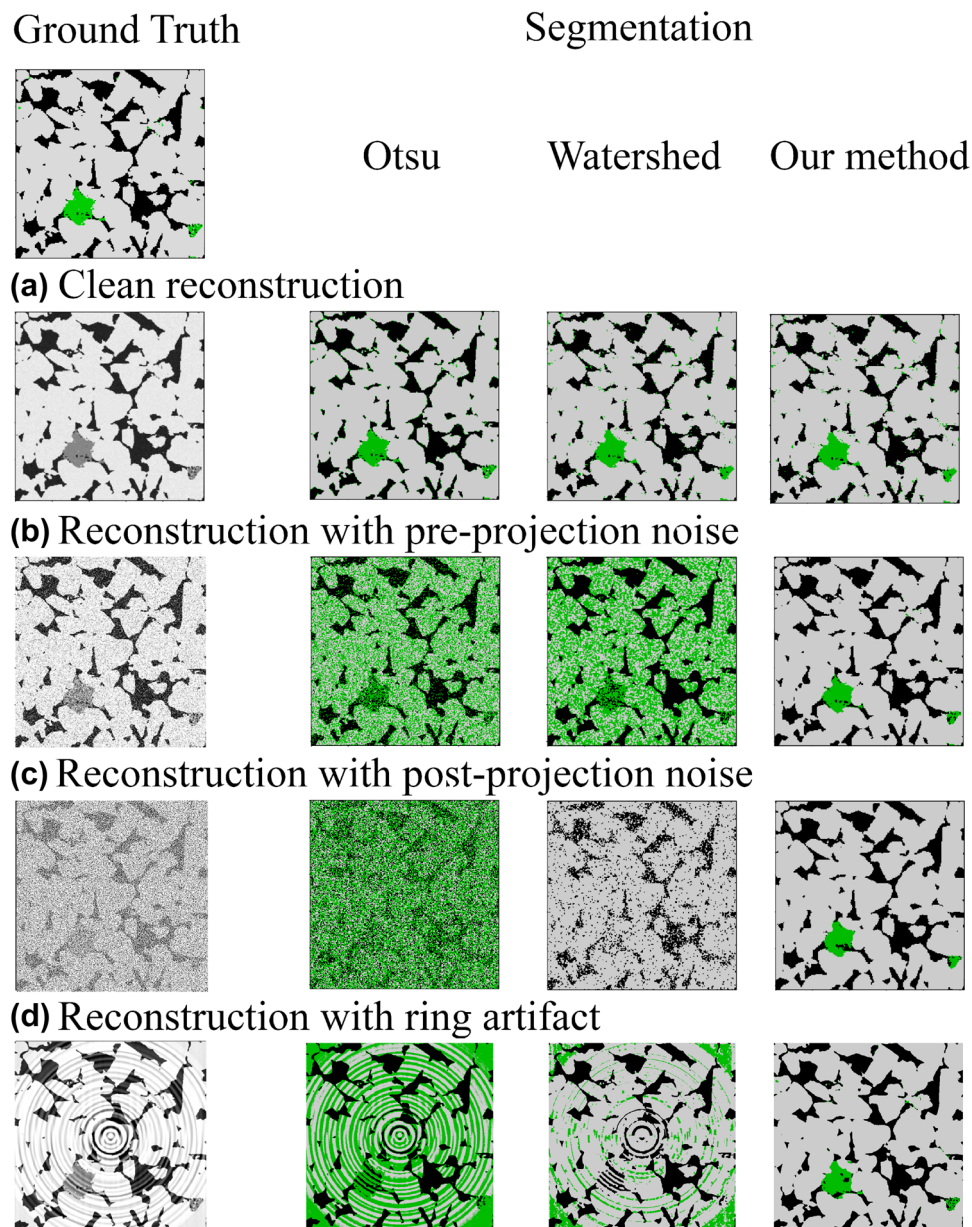 Ground Truth
Segmentation
Otsu
Watershed
Our method
(a) Clean reconstruction
(b) Reconstruction with pre-projection noise
(c) Reconstruction with post-projection noise
(d) Reconstruction with ring artifact